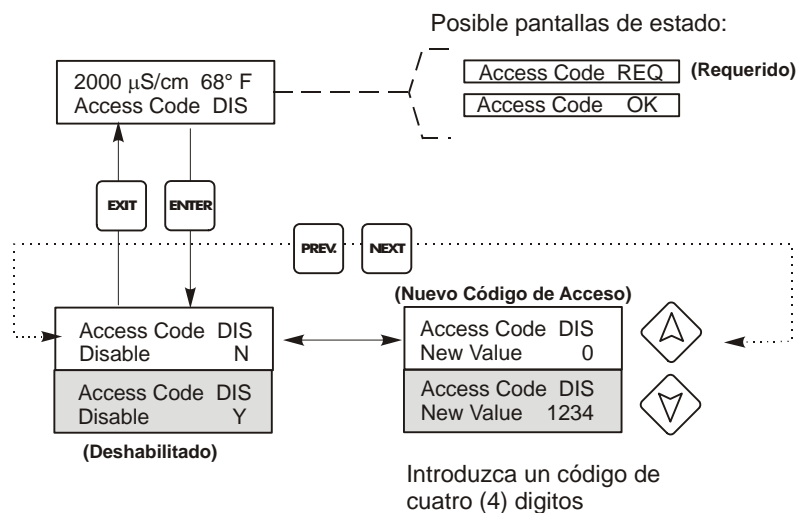 Posible pantallas de estado:
2000 μS/cm 68° F
Access Code DIS
Access Code REQ
(Requerido)
Access Code OK
EXIT
ENTER
PREV.
NEXT
Access Code DIS
Disable N
Access Code DIS
Disable Y
(Deshabilitado)
(Nuevo Código de Acceso)
Access Code DIS
New Value 0
Access Code DIS
New Value 1234
Introduzca un código de
cuatro (4) digitos